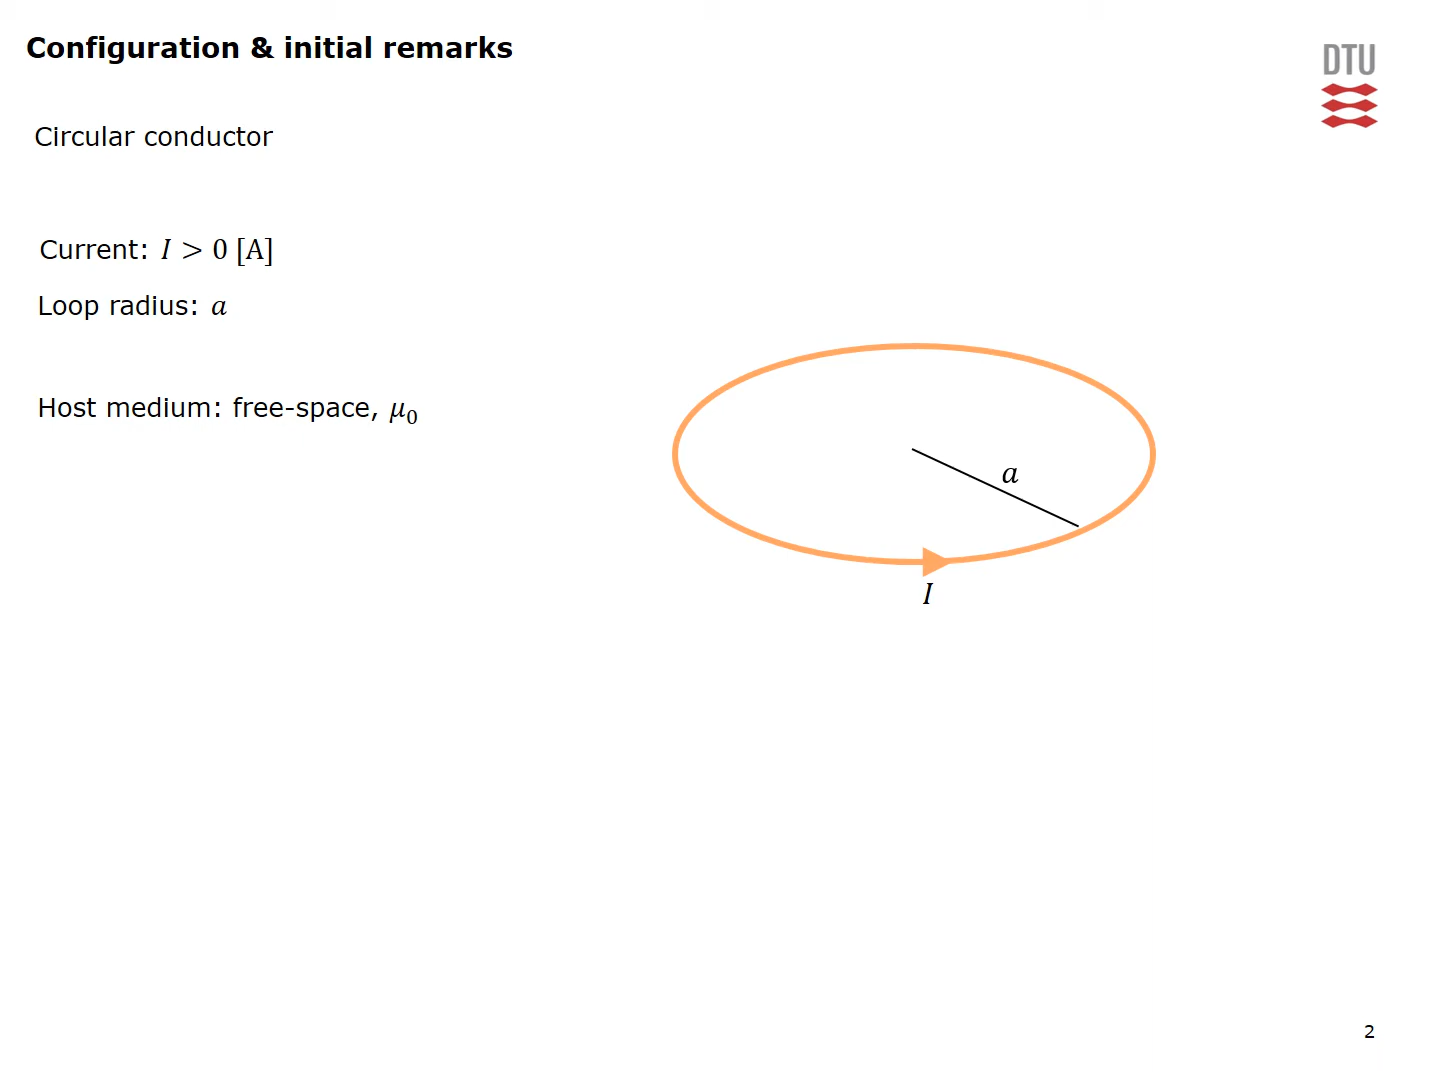 Configuration & initial remarks
DTU
Circular conductor
Current: I > 0 [A]
Loop radius: a
Host medium: free-space, μ₀
a
I
2